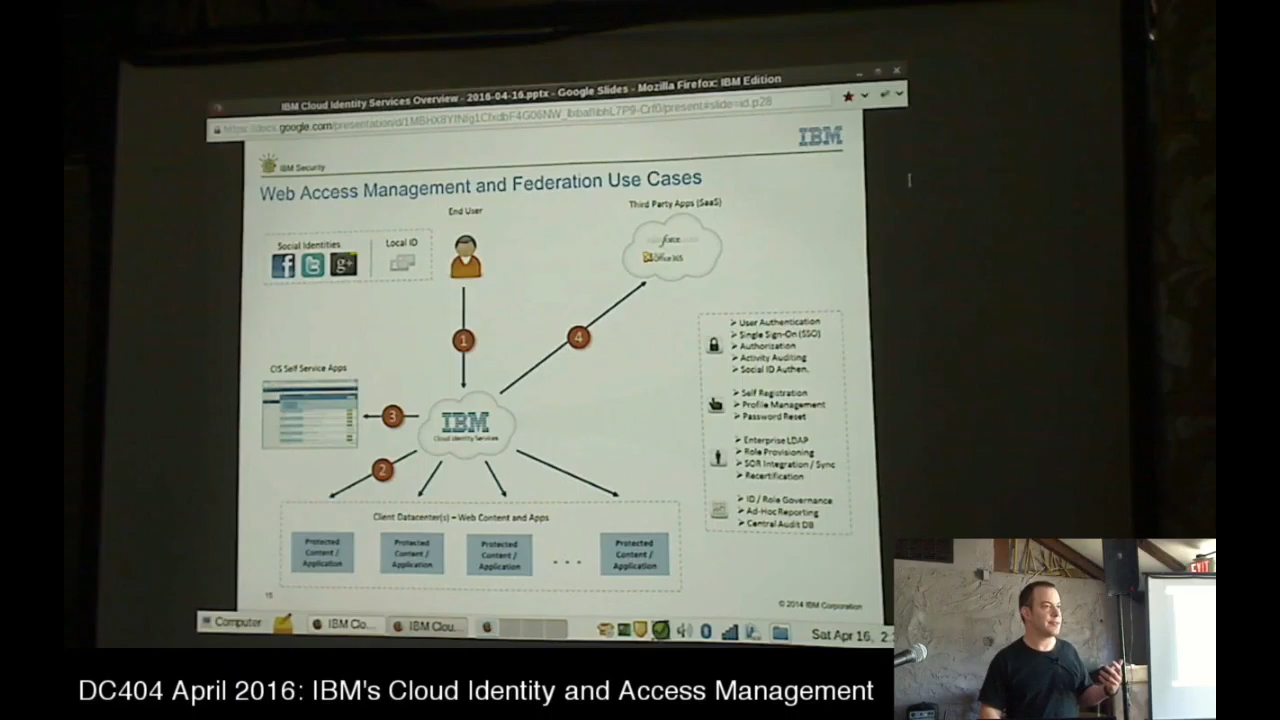 IBM Cloud Identity Services Overview - 2016-04-16.pptx - Google Slides - Mozilla Firefox: IBM Edition
IBM
IBM Security
Web Access Management and Federation Use Cases
End User
Third Party Apps (SaaS)
Social Identities
Local ID
f
t
g+
salesforce
Office 365
1
4
User Authentication
Single Sign-On (SSO)
Authorization
Activity Auditing
Social ID Authen.
CIS Self Service Apps
Self Registration
Profile Management
Password Reset
3
IBM
Cloud Identity Services
2
Enterprise LDAP
Role Provisioning
SOR Integration / Sync
Recertification
ID / Role Governance
Ad-Hoc Reporting
Central Audit DB
Client Datacenter(s) – Web Content and Apps
Protected
Content /
Application
Protected
Content /
Application
Protected
Content /
Application
. . .
Protected
Content /
Application
15
© 2014 IBM Corporation
Computer
IBM Clo...
IBM Clou...
Sat Apr 16, 2:
EXIT
DC404 April 2016: IBM's Cloud Identity and Access Management